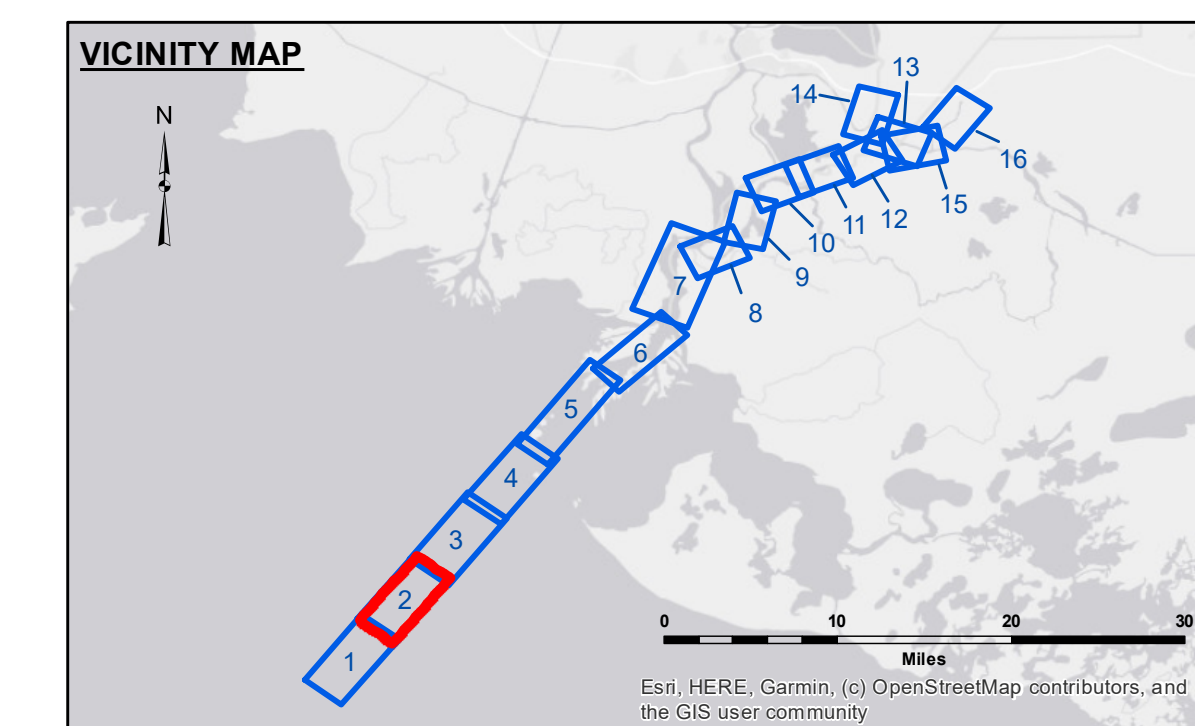 VICINITY MAP
N
13
14
16
15
12
11
10
9
8
7
6
5
4
3
2
1
0 10 20 30
Miles
Esri, HERE, Garmin, (c) OpenStreetMap contributors, and
the GIS user community